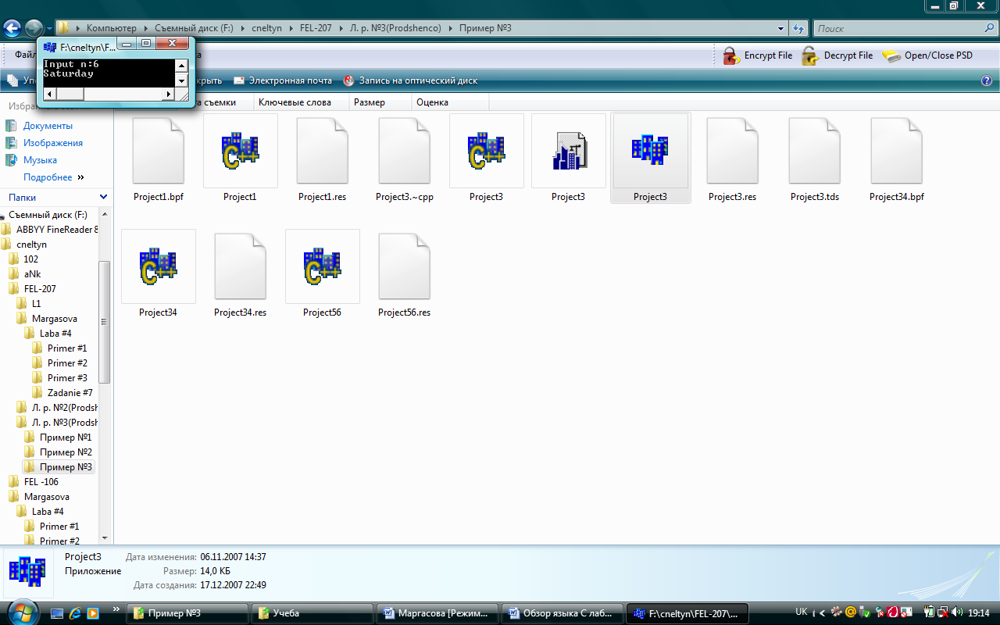 Компьютер Съемный диск (F:) cneltyn FEL-207 Л. р. №3(Prodshenco) Пример №3
Поиск
F:\cneltyn\F...
Input n:6
Saturday
Encrypt File Decrypt File Open/Close PSD
Электронная почта Запись на оптический диск
съемки Ключевые слова Размер Оценка
Документы
Изображения
Музыка
Подробнее »
Папки
Съемный диск (F:)
ABBYY FineReader 8
cneltyn
102
aNk
FEL-207
L1
Margasova
Laba #4
Primer #1
Primer #2
Primer #3
Zadanie #7
Л. р. №2(Prodsh
Л. р. №3(Prodsh
Пример №1
Пример №2
Пример №3
FEL -106
Margasova
Laba #4
Primer #1
Primer #2
Project1.bpf Project1 Project1.res Project3.~cpp Project3 Project3 Project3 Project3.res Project3.tds Project34.bpf
Project34 Project34.res Project56 Project56.res
Project3 Дата изменения: 06.11.2007 14:37
Приложение Размер: 14,0 КБ
Дата создания: 17.12.2007 22:49
Пример №3 Учеба Маргасова [Режим... Обзор языка С лаб... F:\cneltyn\FEL-207\... UK 19:14